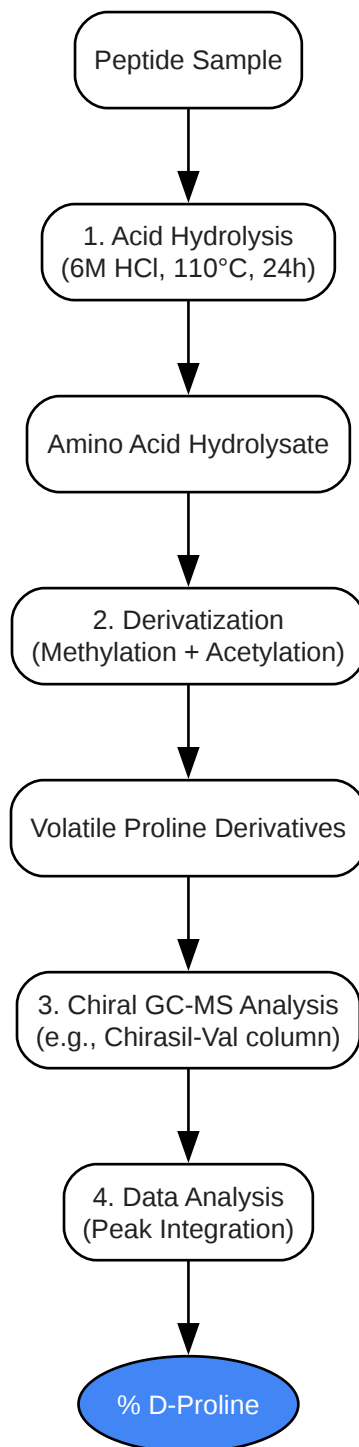 Peptide Sample
1. Acid Hydrolysis
(6M HCl, 110°C, 24h)
Amino Acid Hydrolysate
2. Derivatization
(Methylation + Acetylation)
Volatile Proline Derivatives
3. Chiral GC-MS Analysis
(e.g., Chirasil-Val column)
4. Data Analysis
(Peak Integration)
% D-Proline